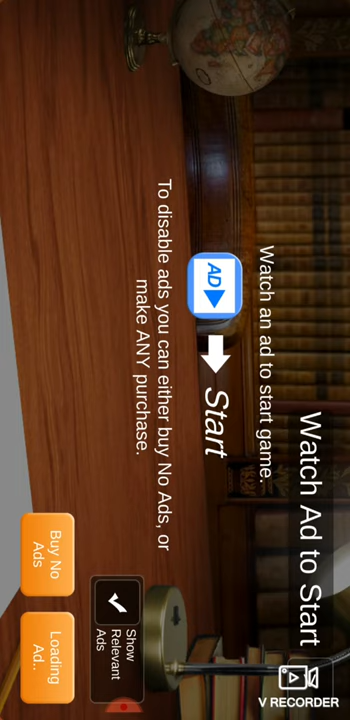 Watch Ad to Start
Watch an ad to start game.
AD
Start
To disable ads you can either buy No Ads, or
make ANY purchase.
Show
Relevant
Ads
Buy No
Ads
Loading
Ad..
V RECORDER